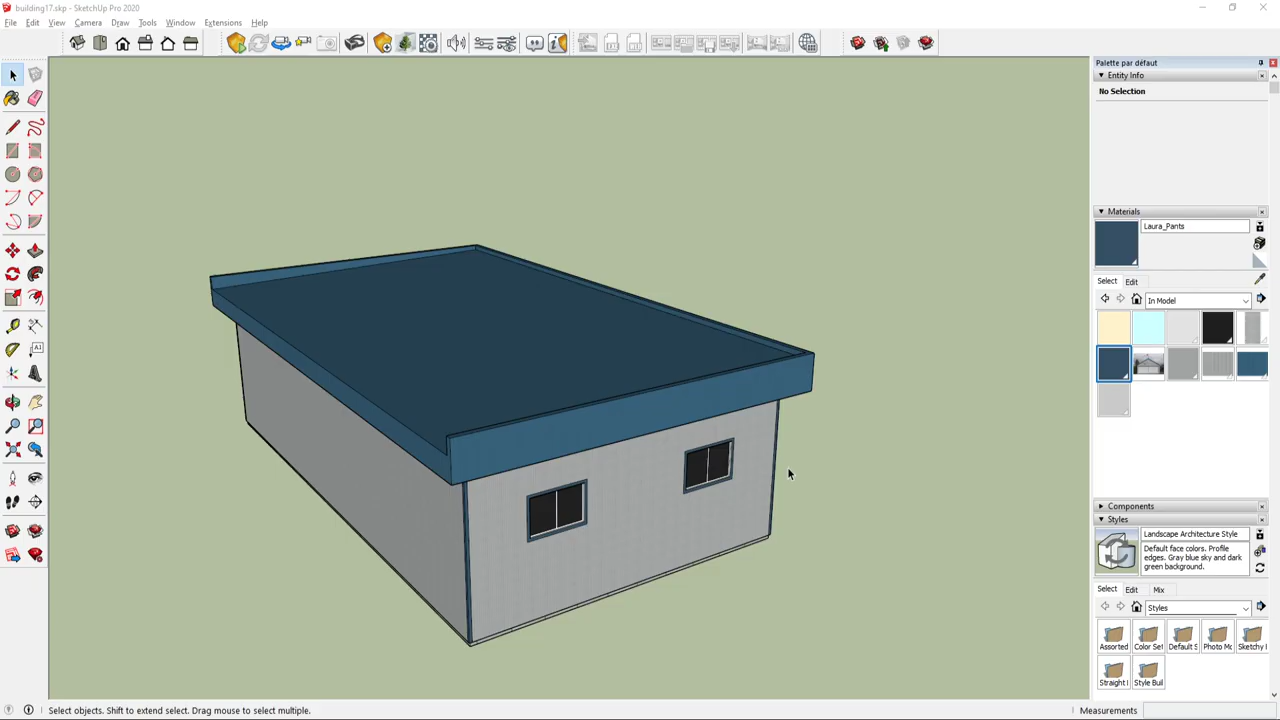 building17.skp - SketchUp Pro 2020
File Edit View Camera Draw Tools Window Extensions Help
Palette par défaut
Entity Info
No Selection
Materials
Laura_Pants
Select Edit
In Model
Components
Styles
Landscape Architecture Style
Default face colors. Profile
edges. Gray blue sky and dark
green background.
Select Edit Mix
Styles
Assorted Color Set Default S Photo Mo Sketchy I
Straight I Style Buil
Select objects. Shift to extend select. Drag mouse to select multiple.
Measurements